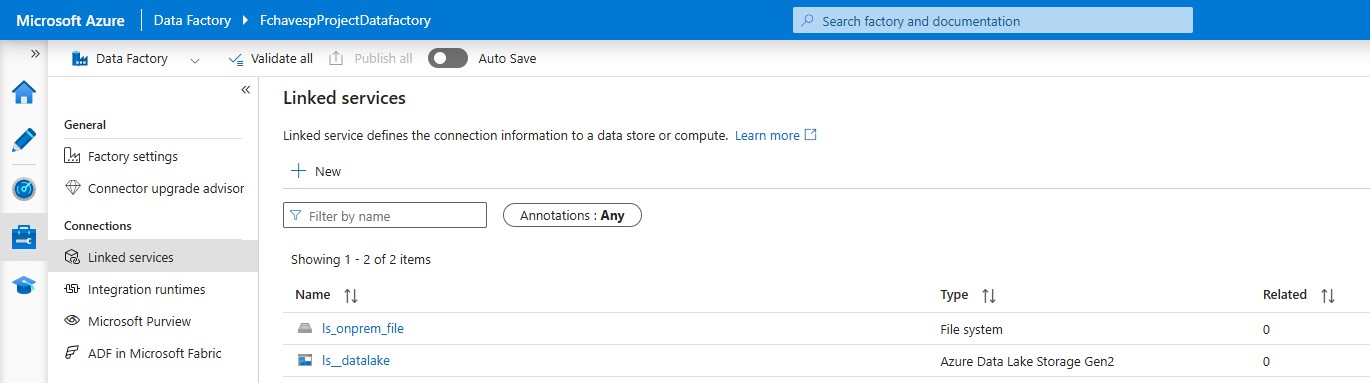 Microsoft Azure Data Factory FchavespProjectDatafactory Search factory and documentation
Data Factory Validate all Publish all Auto Save
General
Factory settings
Connector upgrade advisor
Connections
Linked services
Integration runtimes
Microsoft Purview
ADF in Microsoft Fabric
Linked services
Linked service defines the connection information to a data store or compute. Learn more
New
Filter by name Annotations : Any
Showing 1 - 2 of 2 items
Name Type Related
ls_onprem_file File system 0
ls__datalake Azure Data Lake Storage Gen2 0